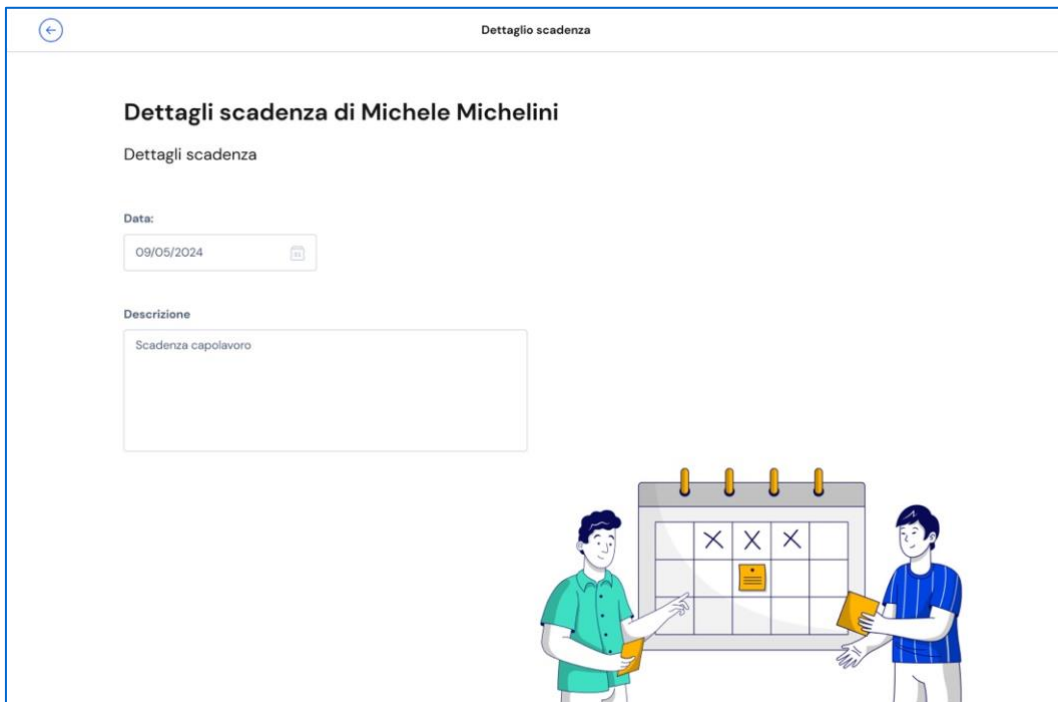 Dettaglio scadenza
Dettagli scadenza di Michele Michelini
Dettagli scadenza
Data:
09/05/2024
Descrizione
Scadenza capolavoro